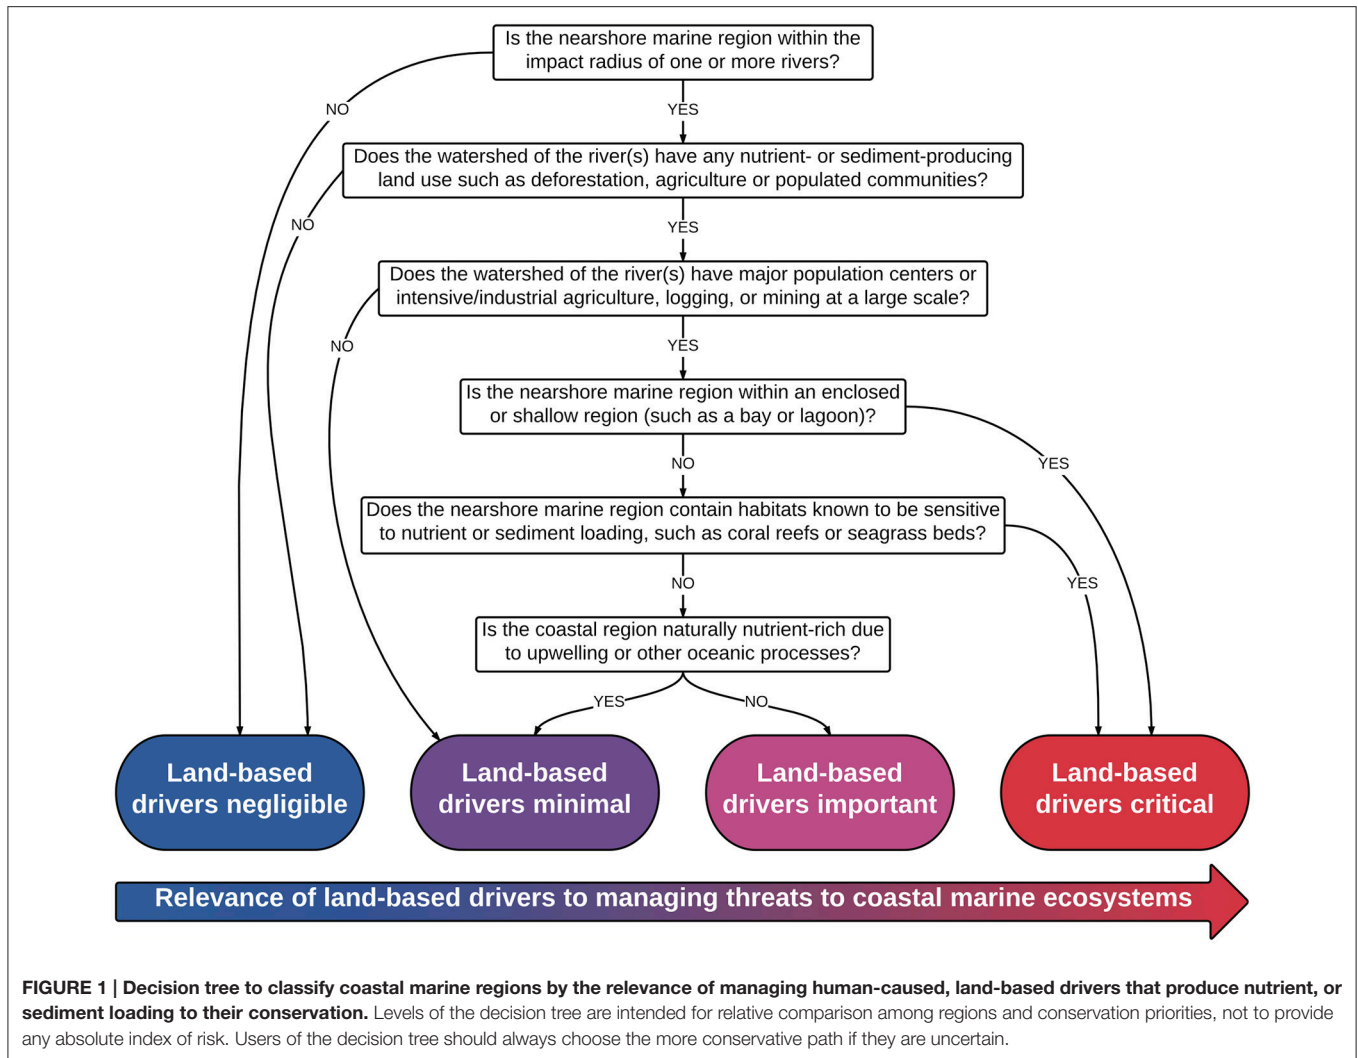 Is the nearshore marine region within the
impact radius of one or more rivers?
NO
YES
Does the watershed of the river(s) have any nutrient- or sediment-producing
land use such as deforestation, agriculture or populated communities?
NO
YES
Does the watershed of the river(s) have major population centers or
intensive/industrial agriculture, logging, or mining at a large scale?
NO
YES
Is the nearshore marine region within an enclosed
or shallow region (such as a bay or lagoon)?
NO
YES
Does the nearshore marine region contain habitats known to be sensitive
to nutrient or sediment loading, such as coral reefs or seagrass beds?
NO
YES
Is the coastal region naturally nutrient-rich due
to upwelling or other oceanic processes?
YES
NO
Land-based
drivers negligible
Land-based
drivers minimal
Land-based
drivers important
Land-based
drivers critical
Relevance of land-based drivers to managing threats to coastal marine ecosystems
FIGURE 1 | Decision tree to classify coastal marine regions by the relevance of managing human-caused, land-based drivers that produce nutrient, or
sediment loading to their conservation. Levels of the decision tree are intended for relative comparison among regions and conservation priorities, not to provide
any absolute index of risk. Users of the decision tree should always choose the more conservative path if they are uncertain.